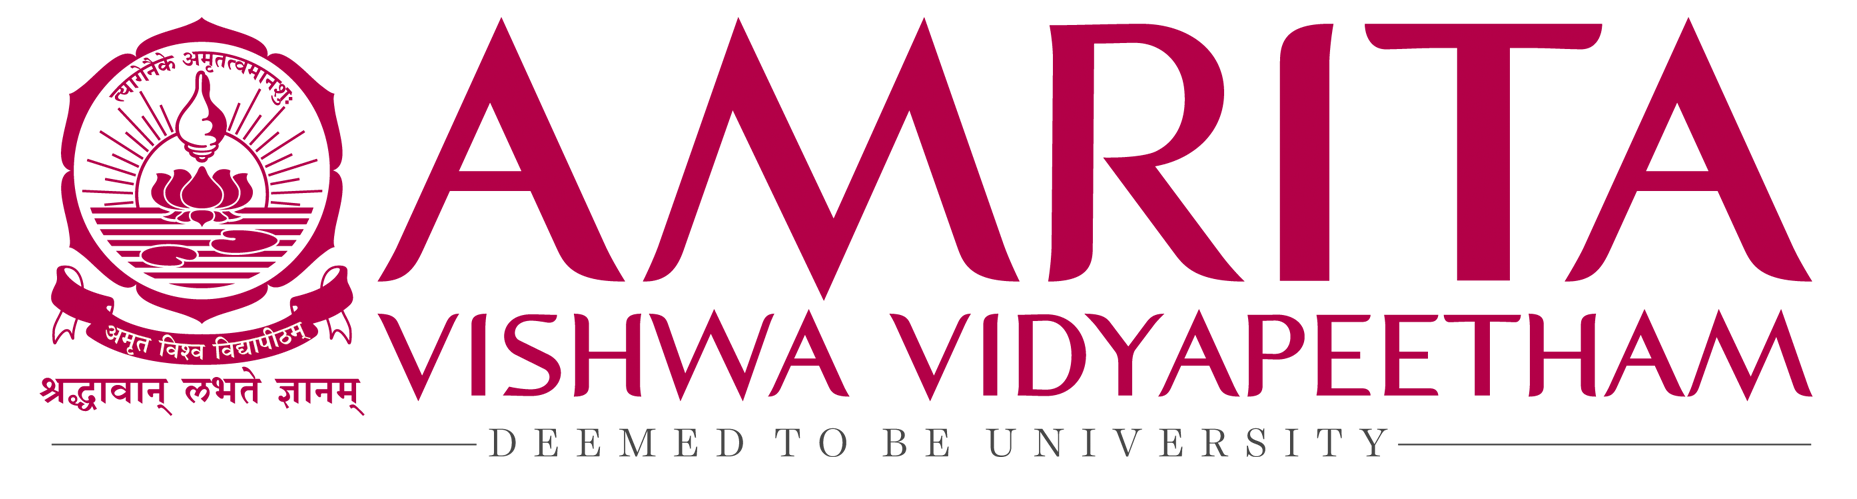 त्यागेनैके अमृतत्वमानशुः
अमृत विश्व विद्यापीठम्
श्रद्धावान् लभते ज्ञानम्
AMRITA
VISHWA VIDYAPEETHAM
DEEMED TO BE UNIVERSITY